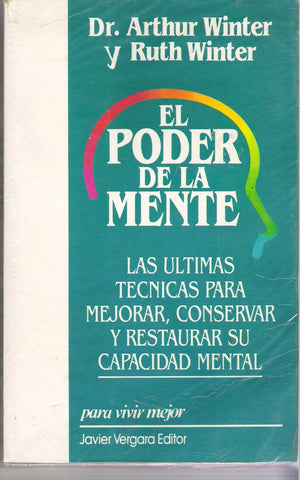 Dr. Arthur Winter
y Ruth Winter
EL
PODER
DE LA
MENTE
LAS ULTIMAS
TECNICAS PARA
MEJORAR, CONSERVAR
Y RESTAURAR SU
CAPACIDAD MENTAL
para vivir mejor
Javier Vergara Editor